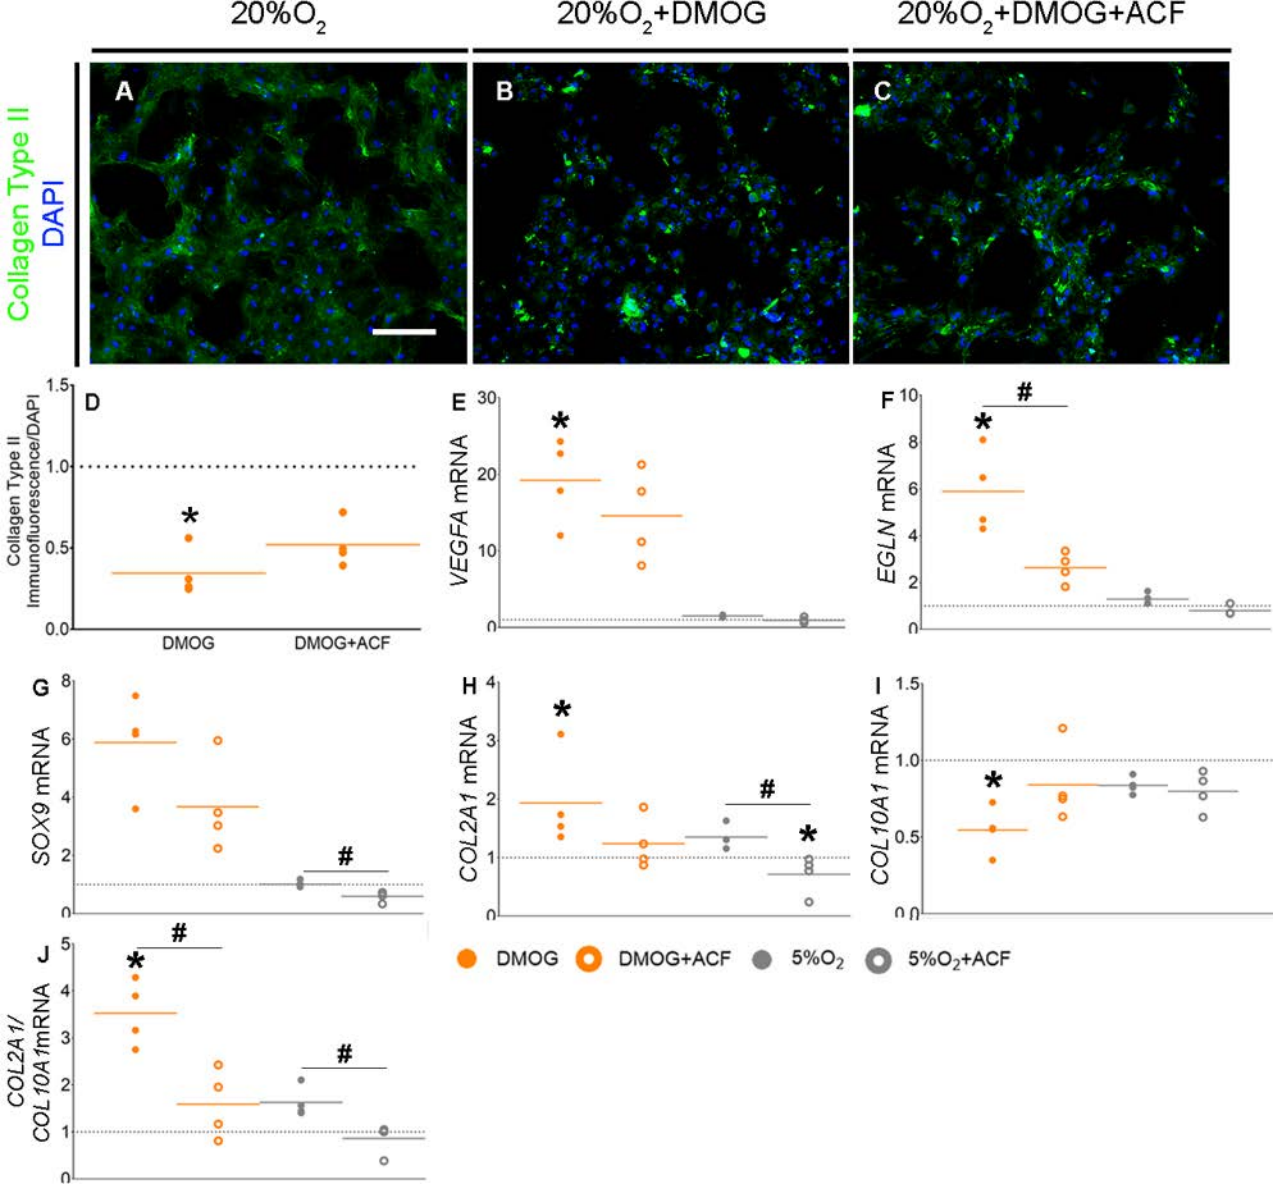 20%O2
20%O2+DMOG
20%O2+DMOG+ACF
Collagen Type II
DAPI
A
B
C
D
Collagen Type II
Immunofluorescence/DAPI
1.5
1.0
0.5
0.0
*
DMOG
DMOG+ACF
E
VEGFA mRNA
30
20
10
0
*
F
EGLN mRNA
10
8
6
4
2
0
*
#
G
SOX9 mRNA
8
6
4
2
0
#
H
COL2A1 mRNA
4
3
2
1
0
*
#
*
I
COL10A1 mRNA
1.5
1.0
0.5
0.0
*
J
COL2A1/
COL10A1mRNA
5
4
3
2
1
0
*
#
#
DMOG
DMOG+ACF
5%O2
5%O2+ACF